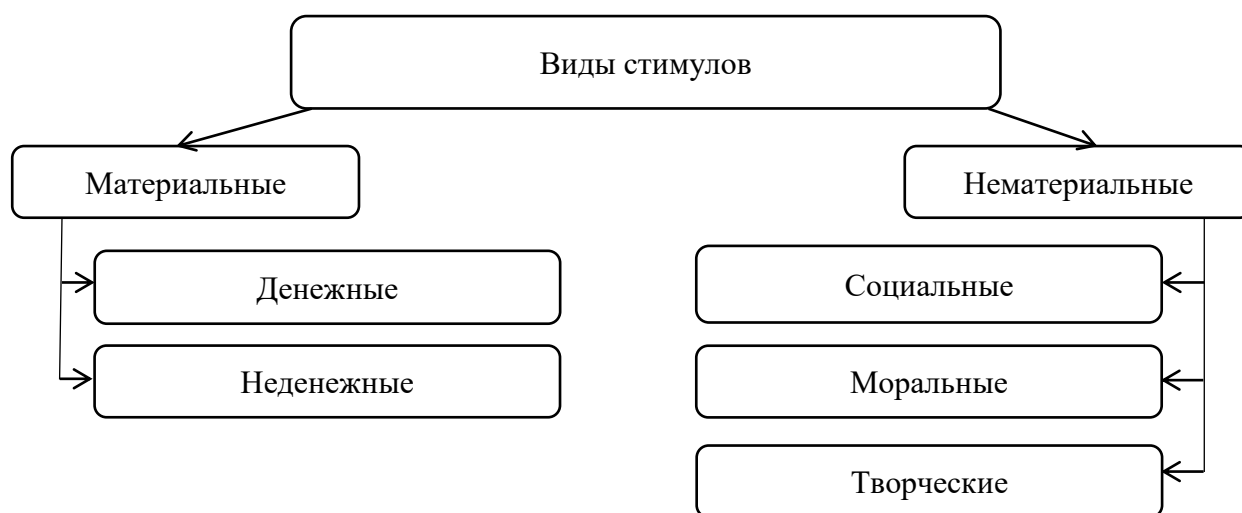 Виды стимулов
Материальные
Нематериальные
Денежные
Социальные
Неденежные
Моральные
Творческие